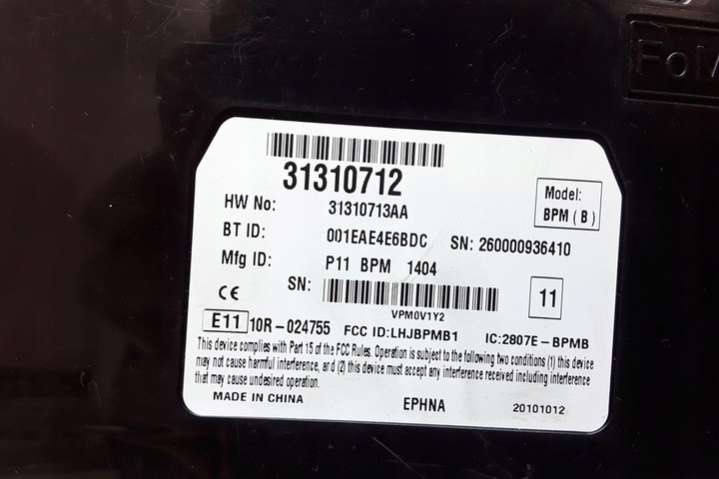 FoM
31310712
HW No: 31310713AA
Model:
BPM ( B )
BT ID: 001EAE4E6BDC SN: 260000936410
Mfg ID: P11 BPM 1404
SN:
11
VPM0V1Y2
E11 10R-024755 FCC ID:LHJBPMB1 IC:2807E-BPMB
This device complies with Part 15 of the FCC Rules. Operation is subject to the following two conditions (1) this device
may not cause harmful interference, and (2) this device must accept any interference received including interference
that may cause undesired operation.
MADE IN CHINA EPHNA 20101012